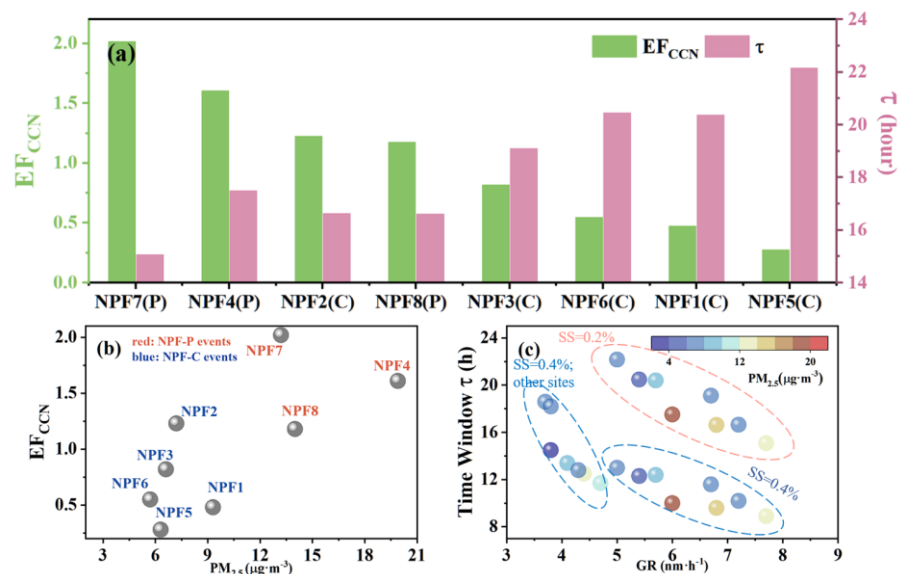 (a)
EF_CCN
τ
EF_CCN
2.0
1.5
1.0
0.5
0.0
24
22
20
18
16
14
τ (hour)
NPF7(P) NPF4(P) NPF2(C) NPF8(P) NPF3(C) NPF6(C) NPF1(C) NPF5(C)
(b)
red: NPF-P events
blue: NPF-C events
EF_CCN
2.0
1.5
1.0
0.5
NPF7
NPF4
NPF2
NPF8
NPF3
NPF6
NPF1
NPF5
3 6 9 12 15 18 21
PM2.5(μg·m-3)
(c)
SS=0.2%
4 12 20
PM2.5(μg·m-3)
SS=0.4%;
other sites
SS=0.4%
Time Window τ (h)
24
20
16
12
8
3 4 5 6 7 8 9
GR (nm·h-1)